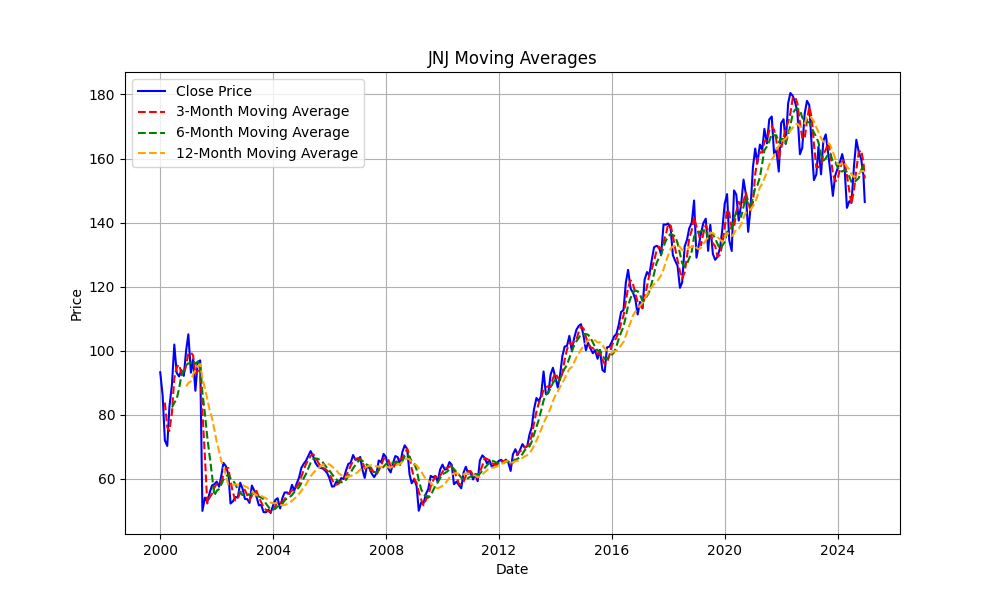 JNJ Moving Averages
Close Price
3-Month Moving Average
6-Month Moving Average
12-Month Moving Average
180
160
140
120
100
80
60
Price
2000 2004 2008 2012 2016 2020 2024
Date